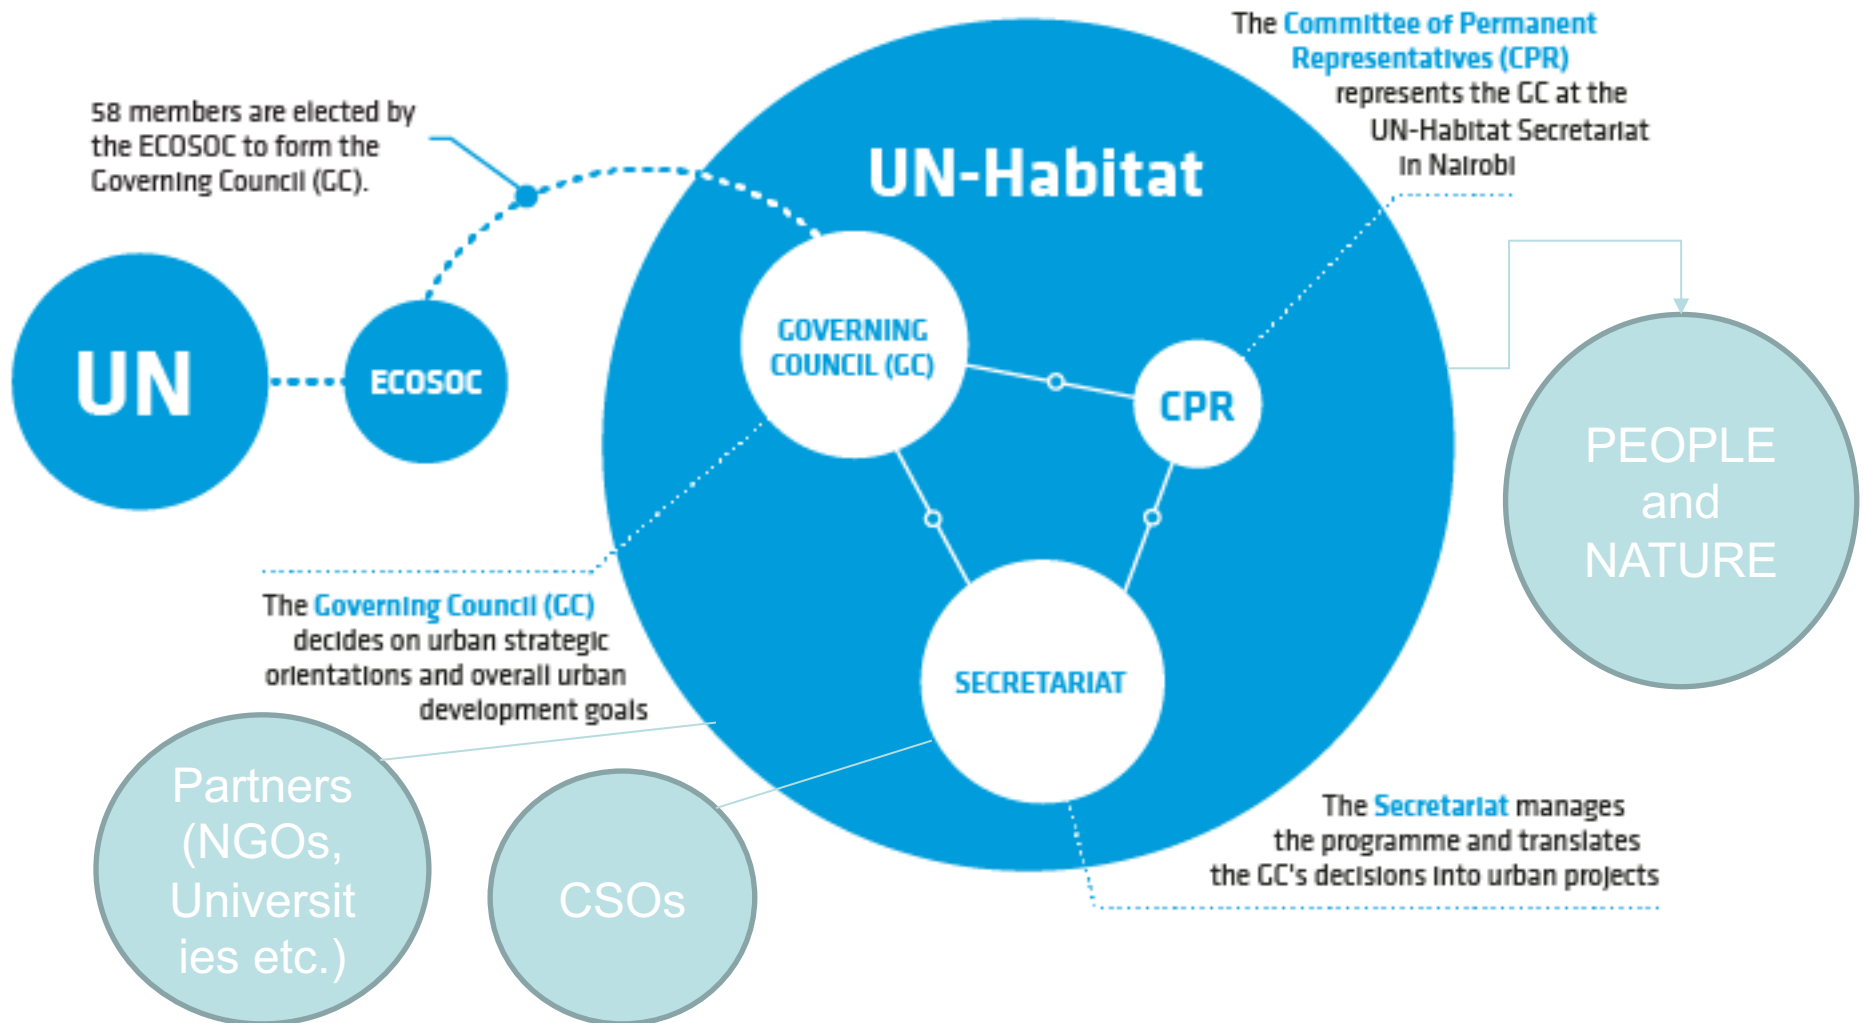 The Committee of Permanent
Representatives (CPR)
represents the GC at the
UN-Habitat Secretariat
in Nairobi
58 members are elected by
the ECOSOC to form the
Governing Council (GC).
UN-Habitat
UN
ECOSOC
GOVERNING
COUNCIL (GC)
CPR
PEOPLE
and
NATURE
The Governing Council (GC)
decides on urban strategic
orientations and overall urban
development goals
SECRETARIAT
Partners
(NGOs,
Universit
ies etc.)
CSOs
The Secretariat manages
the programme and translates
the GC's decisions into urban projects